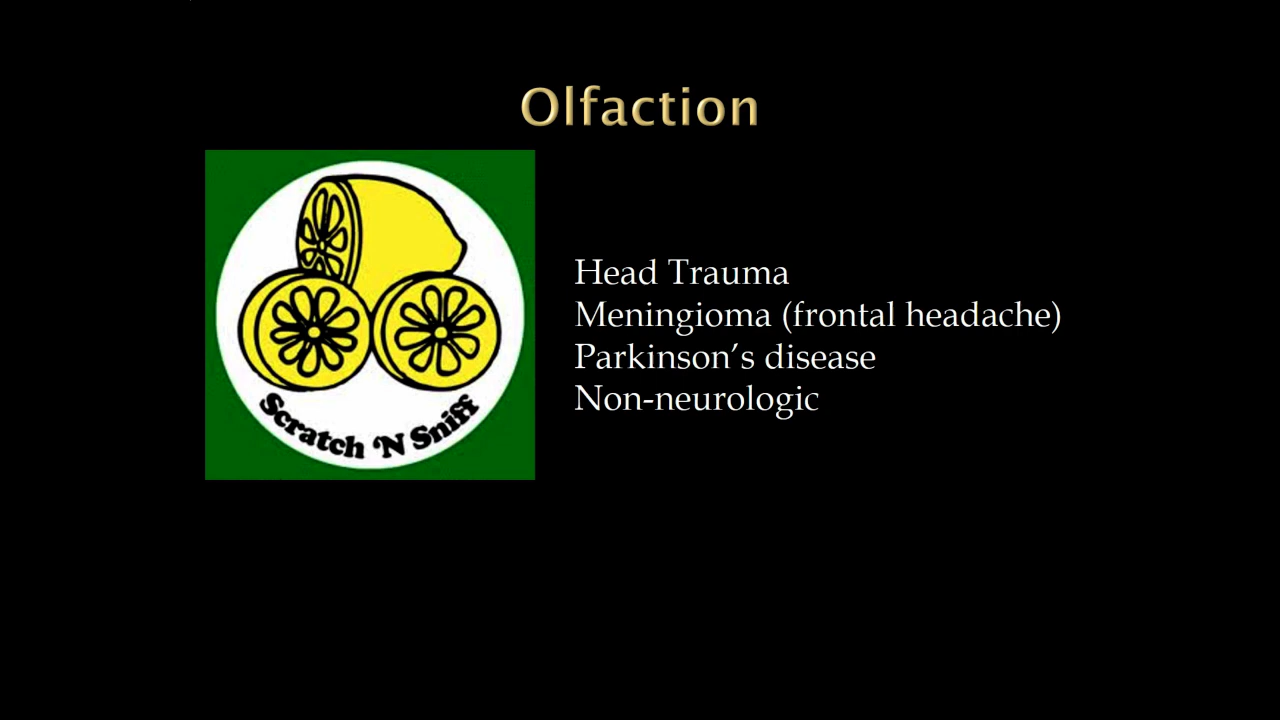 Olfaction
Scratch 'N Sniff
Head Trauma
Meningioma (frontal headache)
Parkinson’s disease
Non-neurologic